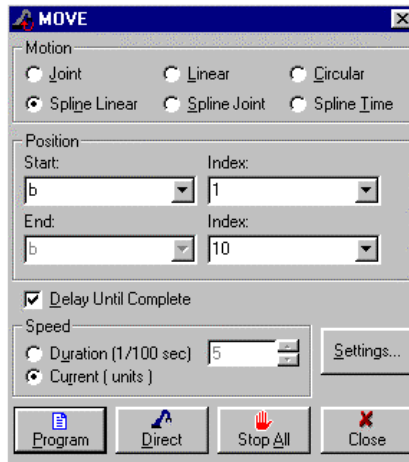 MOVE
Motion
Joint Linear Circular
Spline Linear Spline Joint Spline Time
Position
Start: Index:
b 1
End: Index:
b 10
Delay Until Complete
Speed
Duration (1/100 sec) 5
Current ( units )
Settings...
Program Direct Stop All Close